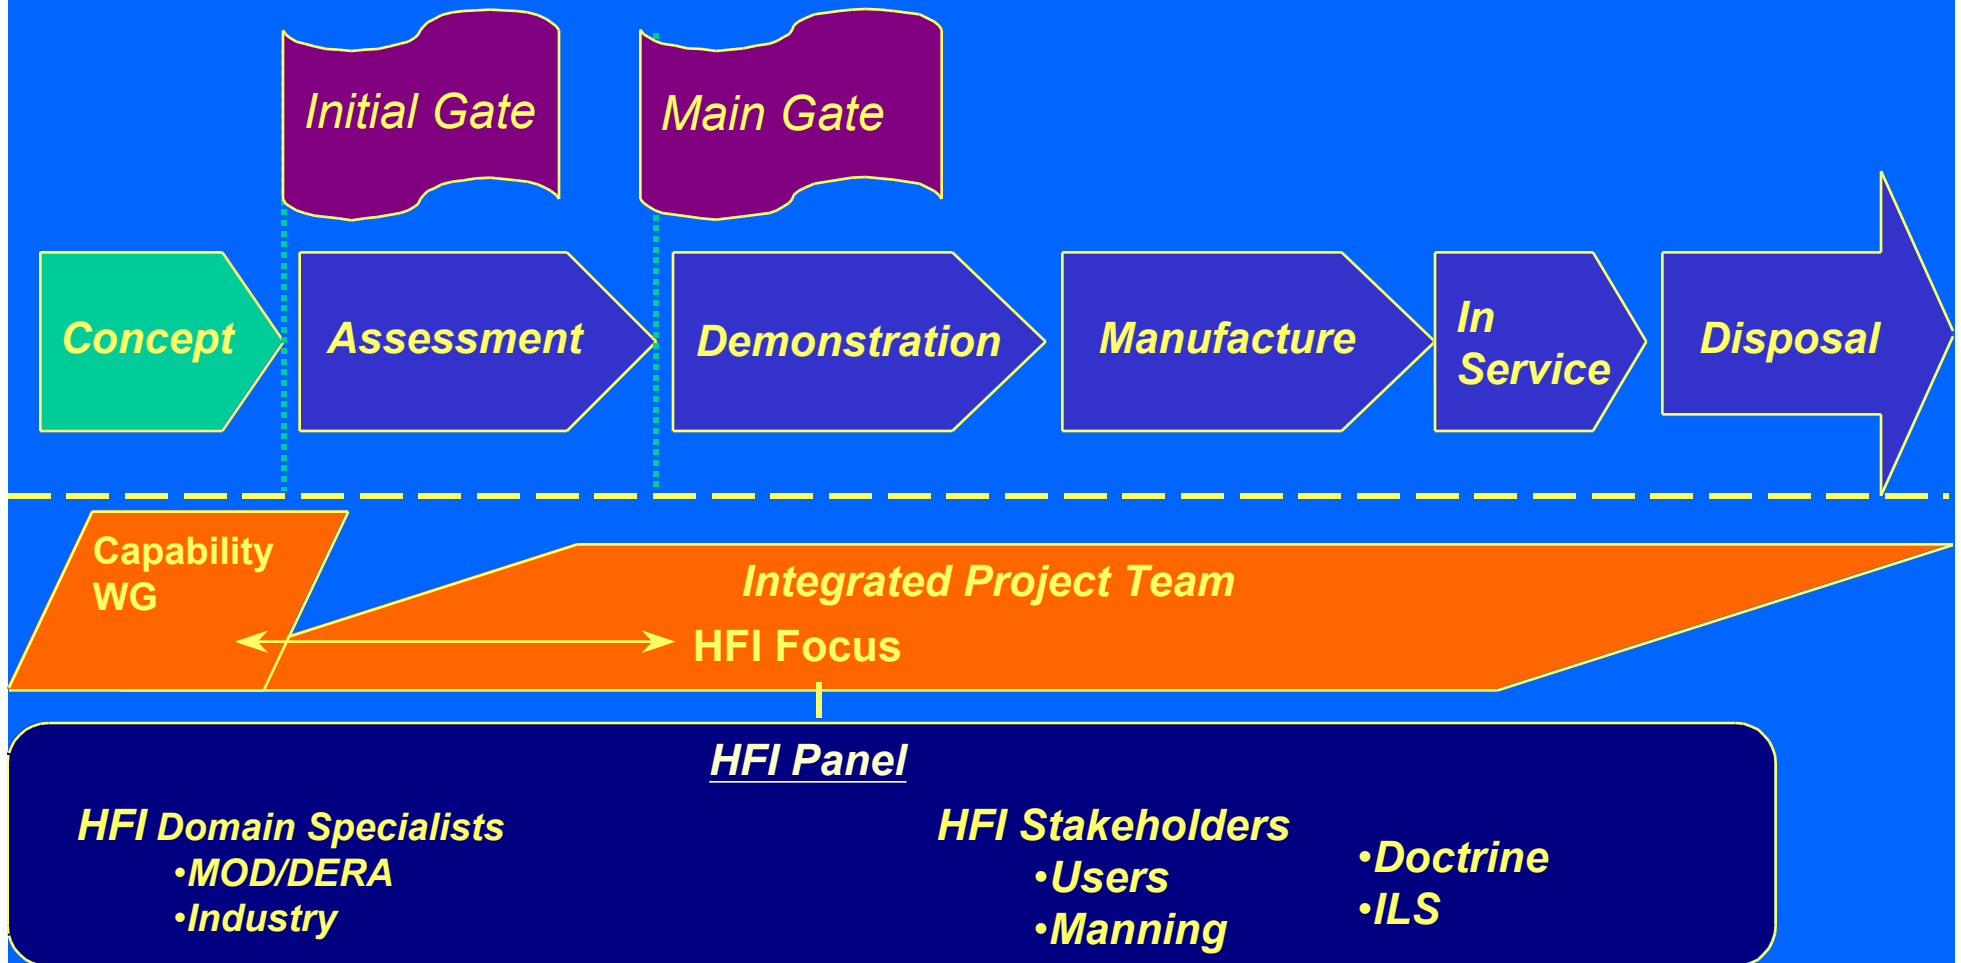 Initial Gate
Main Gate
Concept
Assessment
Demonstration
Manufacture
In
Service
Disposal
Capability
WG
Integrated Project Team
HFI Focus
HFI Panel
HFI Domain Specialists
•MOD/DERA
•Industry
HFI Stakeholders
•Users
•Manning
•Doctrine
•ILS